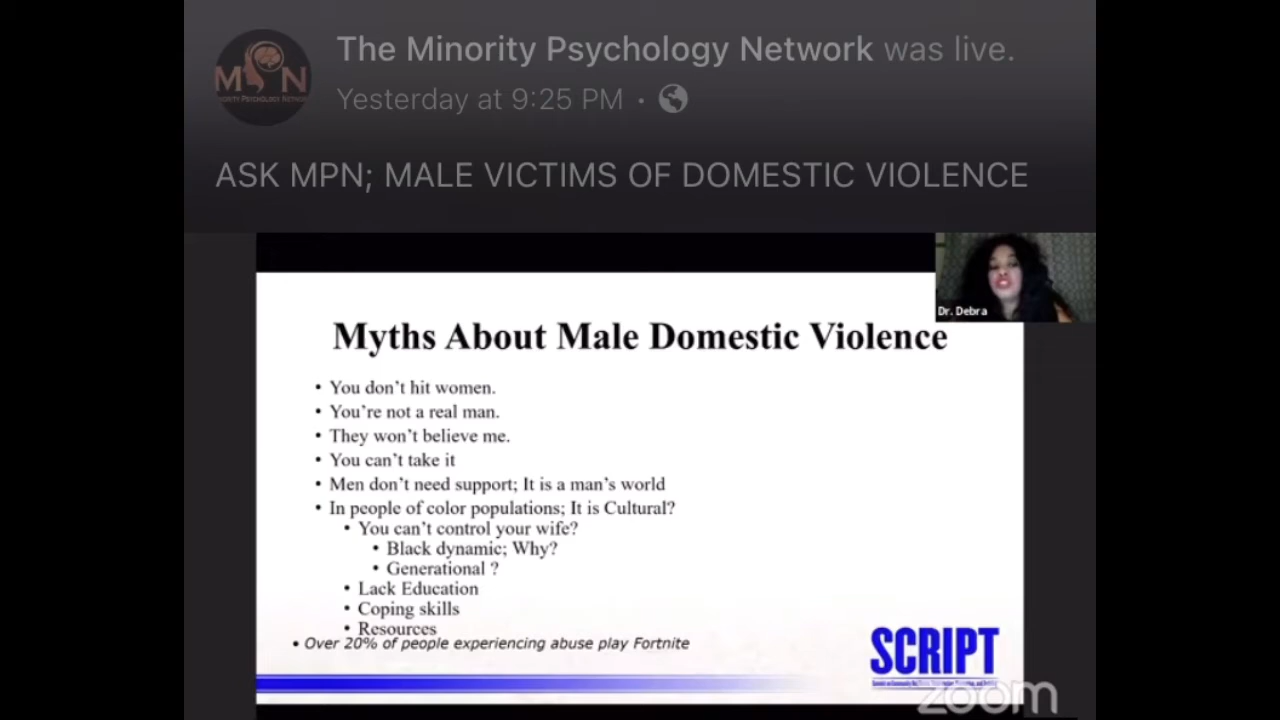 The Minority Psychology Network was live.
Yesterday at 9:25 PM ·
MPN
MINORITY PSYCHOLOGY NETWORK
ASK MPN; MALE VICTIMS OF DOMESTIC VIOLENCE
Dr. Debra
Myths About Male Domestic Violence
• You don't hit women.
• You're not a real man.
• They won't believe me.
• You can't take it
• Men don't need support; It is a man's world
• In people of color populations; It is Cultural?
• You can't control your wife?
• Black dynamic; Why?
• Generational ?
• Lack Education
• Coping skills
• Resources
• Over 20% of people experiencing abuse play Fortnite
SCRIPT
zoom